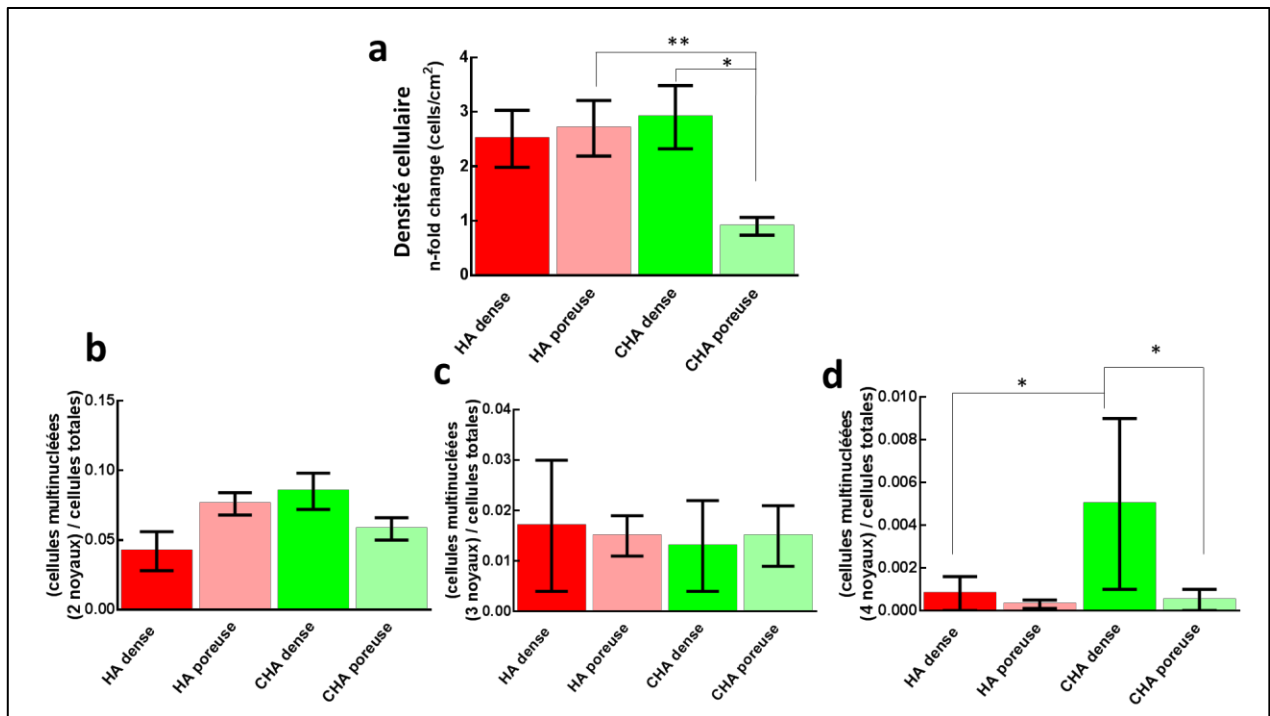 a
Densité cellulaire
n-fold change (cells/cm²)
4
3
2
1
0
**
*
HA dense
HA poreuse
CHA dense
CHA poreuse
b
(cellules multinucléées
(2 noyaux) / cellules totales)
0.15
0.10
0.05
0.00
HA dense
HA poreuse
CHA dense
CHA poreuse
c
(cellules multinucléées
(3 noyaux) / cellules totales)
0.04
0.03
0.02
0.01
0.00
HA dense
HA poreuse
CHA dense
CHA poreuse
d
(cellules multinucléées
(4 noyaux) / cellules totales)
0.010
0.008
0.006
0.004
0.002
0.000
*
*
HA dense
HA poreuse
CHA dense
CHA poreuse